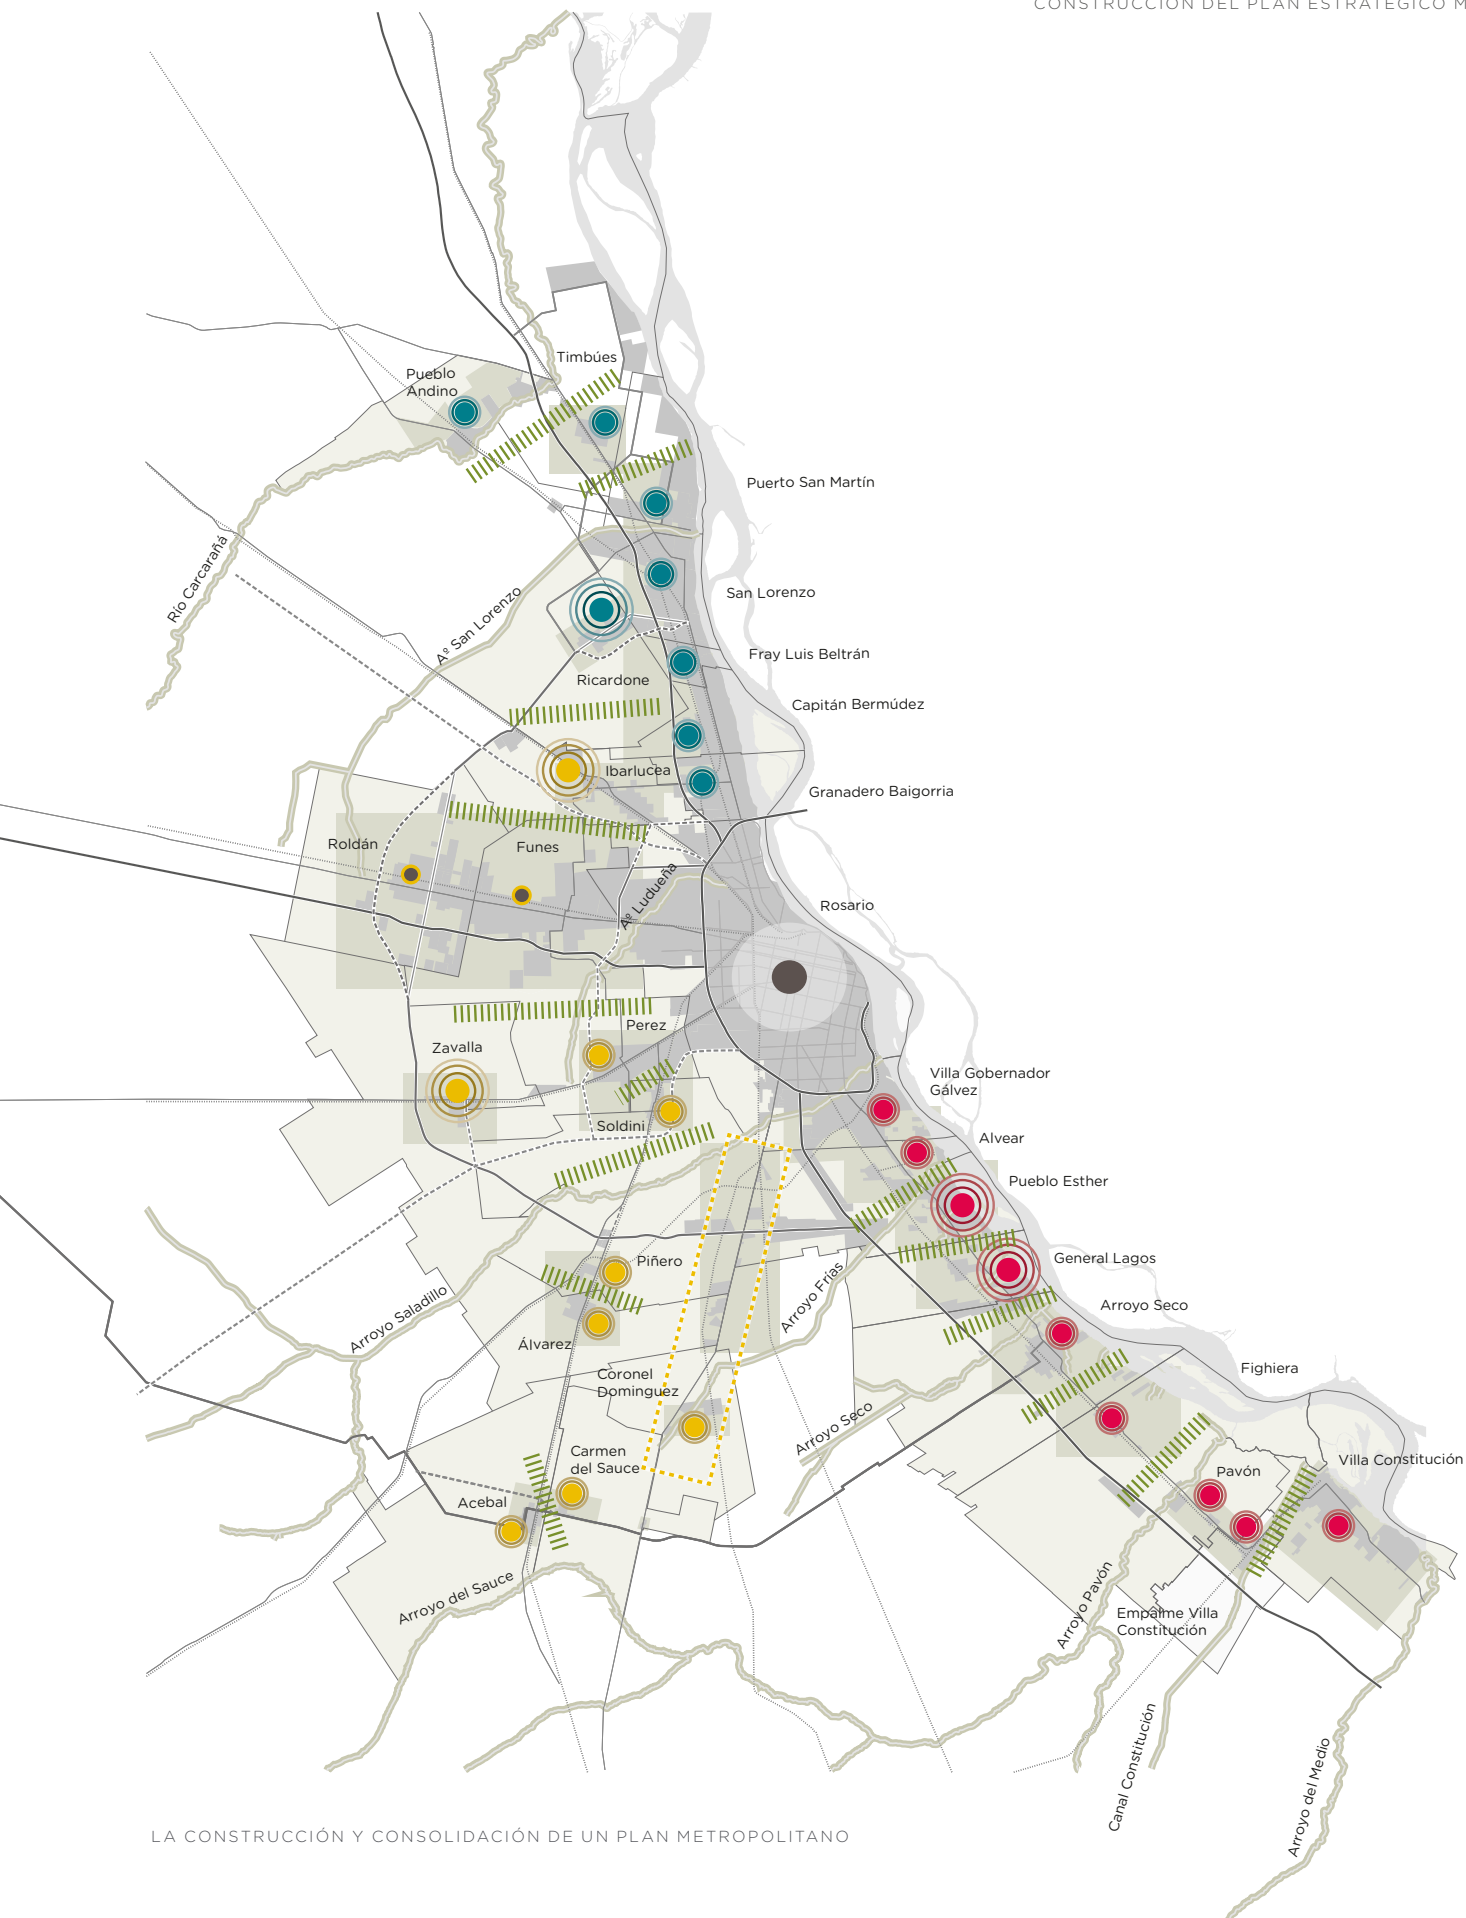 CONSTRUCCIÓN DEL PLAN ESTRATÉGICO M
Timbúes
Pueblo
Andino
Puerto San Martín
Río Carcarañá
San Lorenzo
Aº San Lorenzo
Fray Luis Beltrán
Ricardone
Capitán Bermúdez
Ibarlucea
Granadero Baigorria
Roldán
Funes
Aº Ludueña
Rosario
Perez
Zavalla
Villa Gobernador
Gálvez
Soldini
Alvear
Pueblo Esther
Piñero
General Lagos
Arroyo Frías
Arroyo Saladillo
Arroyo Seco
Álvarez
Fighiera
Coronel
Dominguez
Arroyo Seco
Carmen
del Sauce
Villa Constitución
Pavón
Acebal
Arroyo del Sauce
Arroyo Pavón
Empalme Villa
Constitución
Canal Constitución
Arroyo del Medio
LA CONSTRUCCIÓN Y CONSOLIDACIÓN DE UN PLAN METROPOLITANO